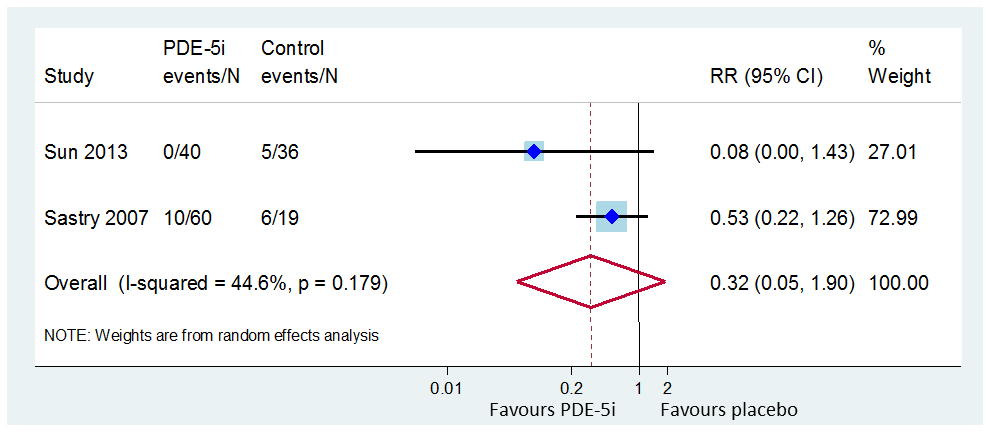 PDE-5i Control %
Study events/N events/N RR (95% CI) Weight
Sun 2013 0/40 5/36 0.08 (0.00, 1.43) 27.01
Sastry 2007 10/60 6/19 0.53 (0.22, 1.26) 72.99
Overall (I-squared = 44.6%, p = 0.179) 0.32 (0.05, 1.90) 100.00
NOTE: Weights are from random effects analysis
0.01 0.2 1 2
Favours PDE-5i Favours placebo